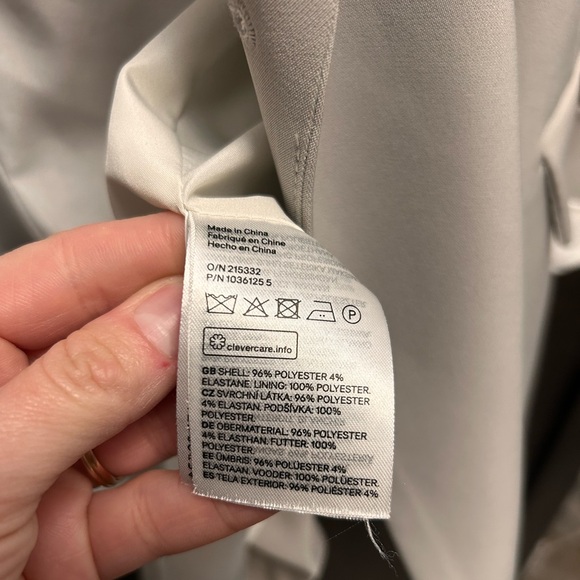 Made in China
Fabriqué en Chine
Hecho en China
O/N 215332
P/N 1036125 5
P
clevercare.info
GB SHELL: 96% POLYESTER 4%
ELASTANE. LINING: 100% POLYESTER.
CZ SVRCHNÍ LÁTKA: 96% POLYESTER
4% ELASTAN. PODŠÍVKA: 100%
POLYESTER.
DE OBERMATERIAL: 96% POLYESTER
4% ELASTHAN. FUTTER: 100%
POLYESTER.
EE ÜMBRIS: 96% POLÜESTER 4%
ELASTAAN. VOODER: 100% POLÜESTER
ES TELA EXTERIOR: 96% POLIÉSTER 4%